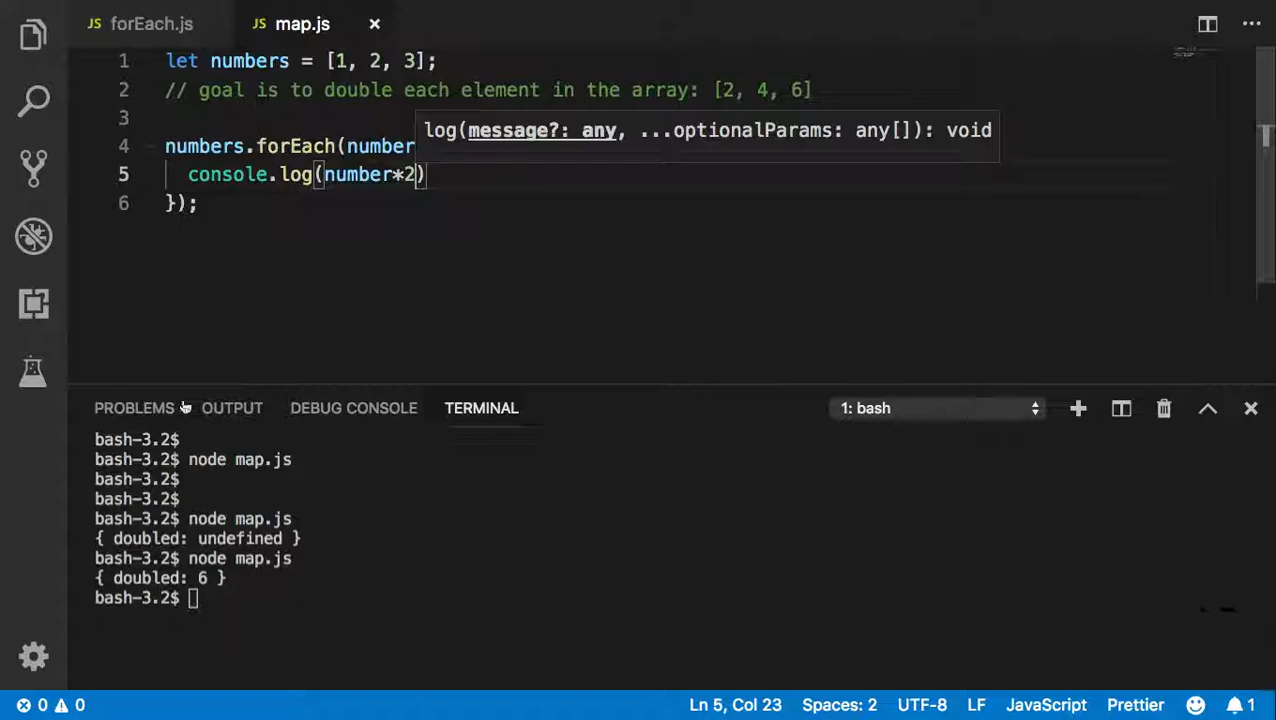 JS forEach.js
JS map.js
1 let numbers = [1, 2, 3];
2 // goal is to double each element in the array: [2, 4, 6]
3
log(message?: any, ...optionalParams: any[]): void
4 numbers.forEach(number
5 console.log(number*2)
6 });
PROBLEMS OUTPUT DEBUG CONSOLE TERMINAL 1: bash
bash-3.2$
bash-3.2$ node map.js
bash-3.2$
bash-3.2$
bash-3.2$ node map.js
{ doubled: undefined }
bash-3.2$ node map.js
{ doubled: 6 }
bash-3.2$
0 0 Ln 5, Col 23 Spaces: 2 UTF-8 LF JavaScript Prettier 1